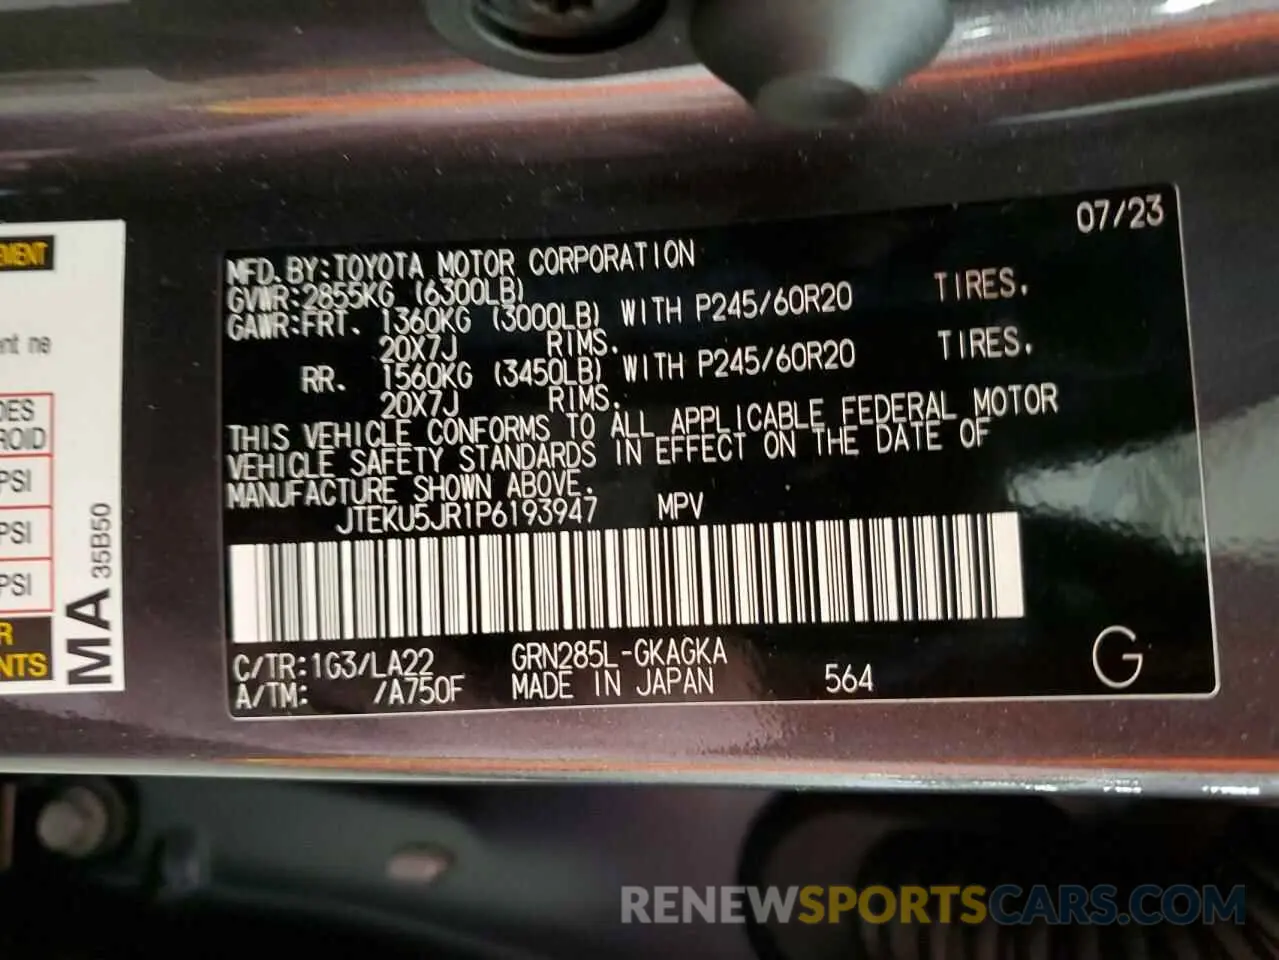 07/23
MFD.BY:TOYOTA MOTOR CORPORATION
GVWR:2855KG (6300LB)
GAWR:FRT. 1360KG (3000LB) WITH P245/60R20 TIRES.
20X7J RIMS.
RR. 1560KG (3450LB) WITH P245/60R20 TIRES.
20X7J RIMS.
THIS VEHICLE CONFORMS TO ALL APPLICABLE FEDERAL MOTOR
VEHICLE SAFETY STANDARDS IN EFFECT ON THE DATE OF
MANUFACTURE SHOWN ABOVE.
JTEKU5JR1P6193947 MPV
C/TR:1G3/LA22 GRN285L-GKAGKA
A/TM: /A750F MADE IN JAPAN 564
G
PSI
PSI
PSI
MA 35B50
RENEWSPORTSCARS.COM